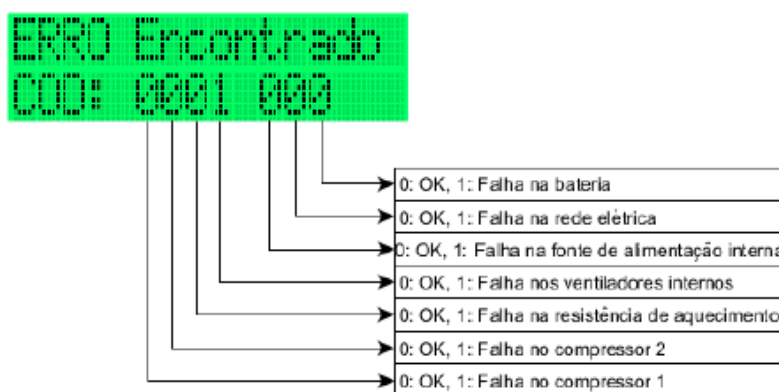 ERRO Encontrado
COD: 0001 000
0: OK, 1: Falha na bateria
0: OK, 1: Falha na rede elétrica
0: OK, 1: Falha na fonte de alimentação interna
0: OK, 1: Falha nos ventiladores internos
0: OK, 1: Falha na resistência de aquecimento
0: OK, 1: Falha no compressor 2
0: OK, 1: Falha no compressor 1